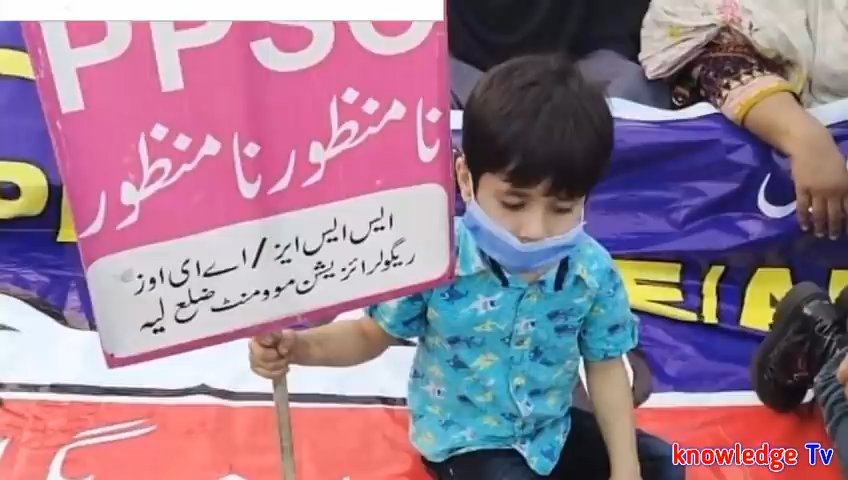 PPSC
نا منظور نا منظور
ایس ایس ایز / اے ای اوز
ریگولرائزیشن موومنٹ ضلع لیہ
E/A
knowledge Tv